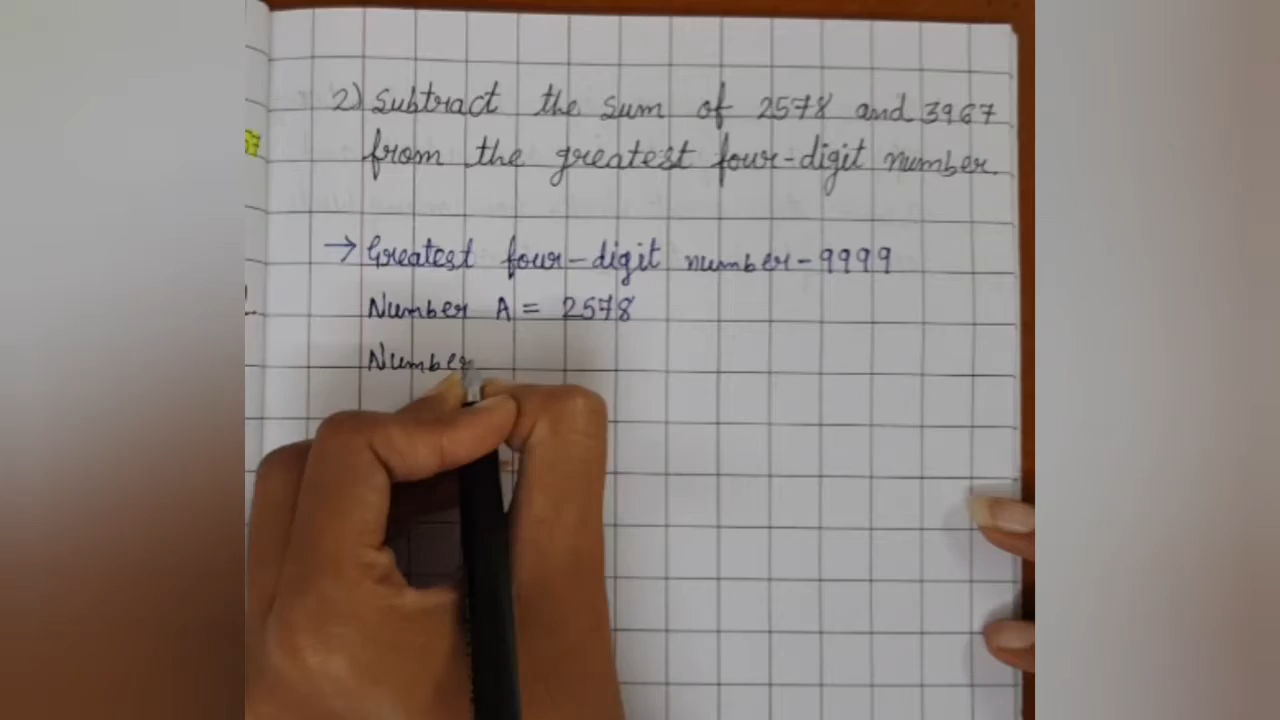 2) Subtract the sum of 2578 and 3967
from the greatest four-digit number.
→ Greatest four-digit number - 9999
Number A = 2578
Number